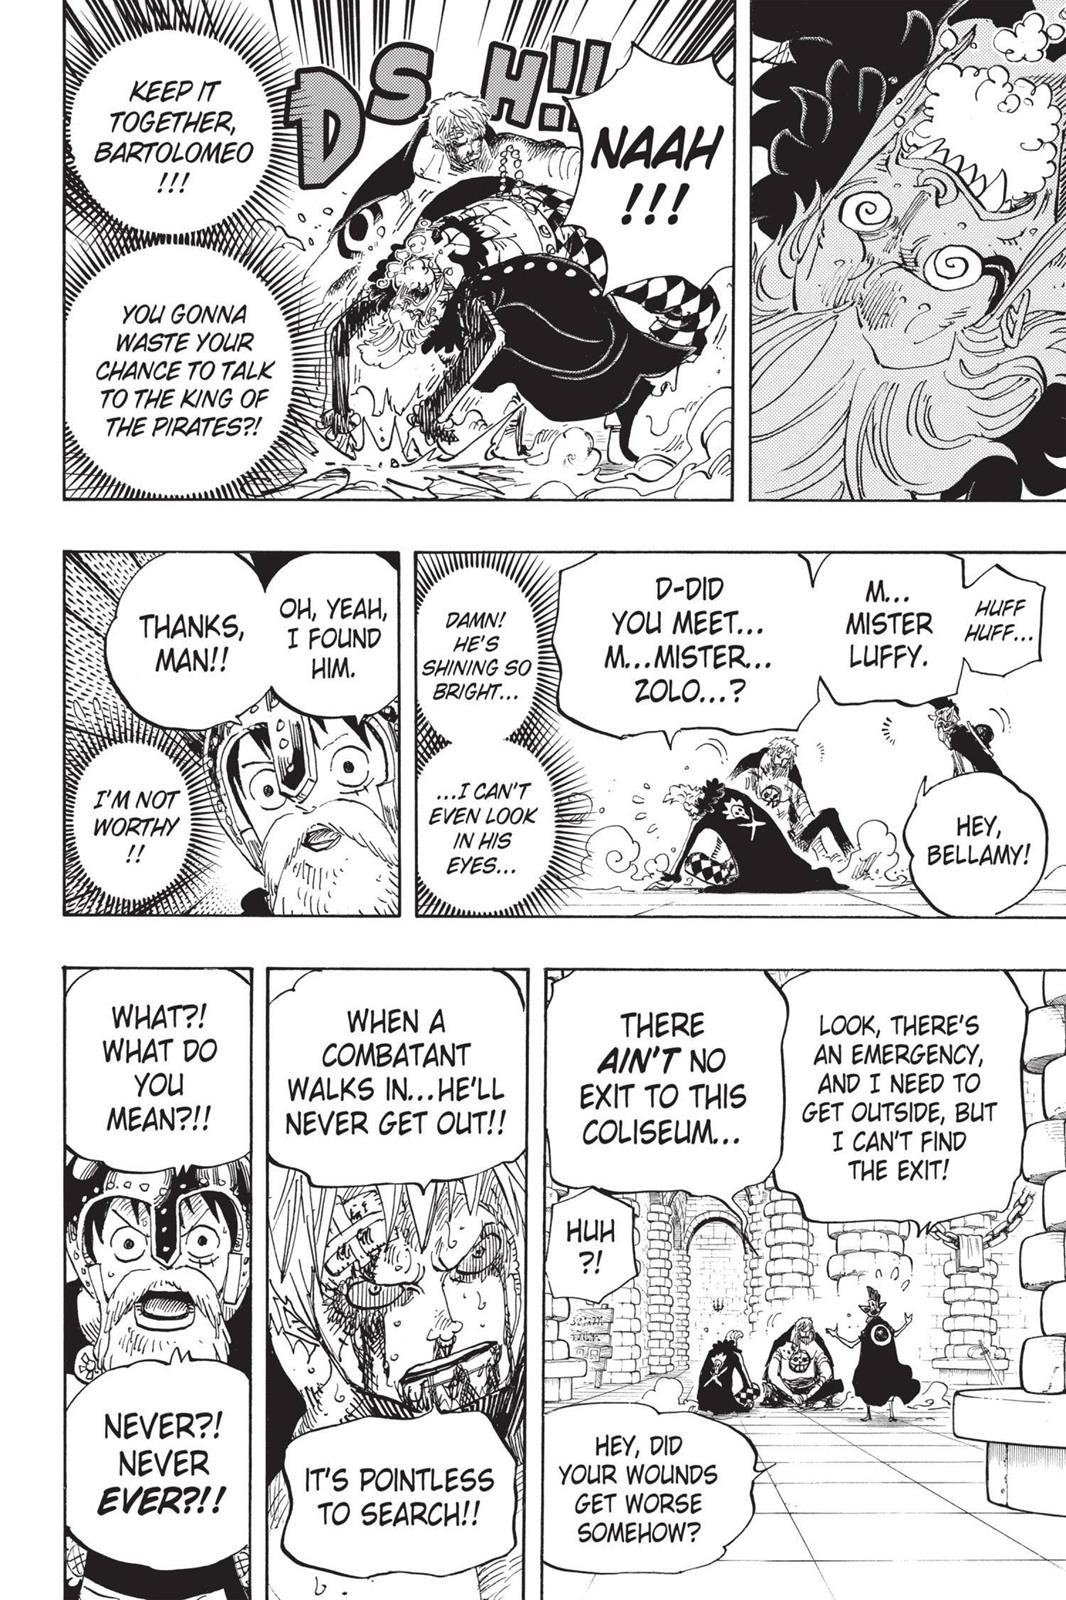 NAAH
!!!
DSH!!
KEEP IT
TOGETHER,
BARTOLOMEO
!!!
YOU GONNA
WASTE YOUR
CHANCE TO TALK
TO THE KING OF
THE PIRATES?!
HUFF
HUFF...
M...
MISTER
LUFFY.
D-DID
YOU MEET...
M...MISTER...
ZOLO...?
HEY,
BELLAMY!
DAMN!
HE'S
SHINING SO
BRIGHT...
...I CAN'T
EVEN LOOK
IN HIS
EYES...
OH, YEAH,
I FOUND
HIM.
THANKS,
MAN!!
I'M NOT
WORTHY
!!
LOOK, THERE'S
AN EMERGENCY,
AND I NEED TO
GET OUTSIDE, BUT
I CAN'T FIND
THE EXIT!
THERE
AIN'T NO
EXIT TO THIS
COLISEUM...
HUH
?!
HEY, DID
YOUR WOUNDS
GET WORSE
SOMEHOW?
WHEN A
COMBATANT
WALKS IN...HE'LL
NEVER GET OUT!!
IT'S POINTLESS
TO SEARCH!!
WHAT?!
WHAT DO
YOU
MEAN?!!
NEVER?!
NEVER
EVER?!!